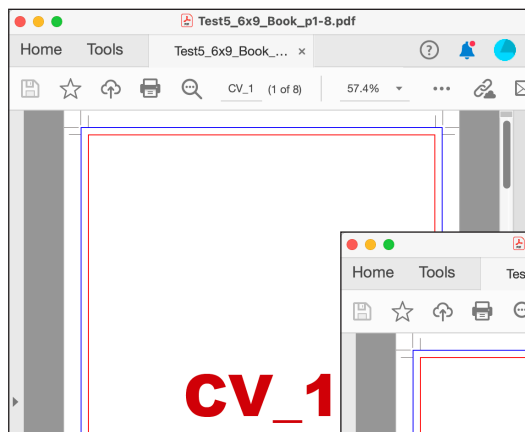 Test5_6x9_Book_p1-8.pdf
Home Tools Test5_6x9_Book_... ×
CV_1 (1 of 8) 57.4%
CV_1
Home Tools Tes